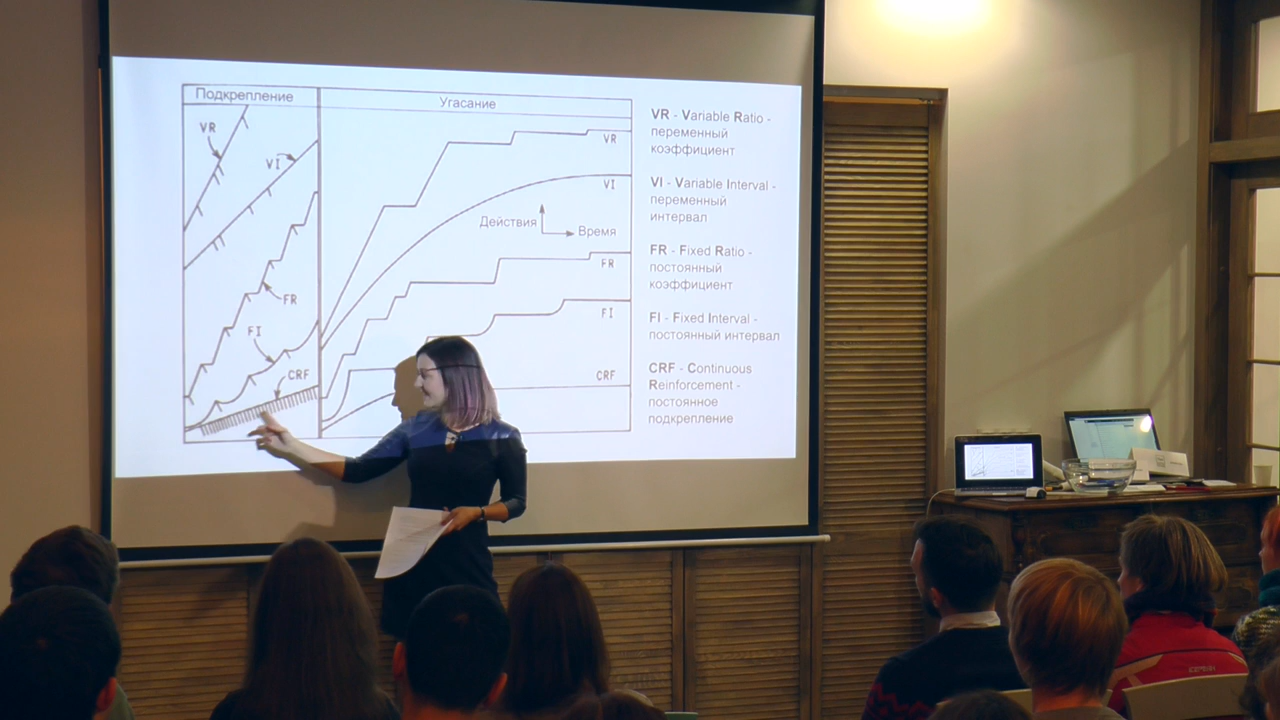 Подкрепление
Угасание
VR
VI
FR
FI
CRF
VR
VI
Действия
Время
FR
FI
CRF
VR - Variable Ratio -
переменный
коэффициент
VI - Variable Interval -
переменный
интервал
FR - Fixed Ratio -
постоянный
коэффициент
FI - Fixed Interval -
постоянный интервал
CRF - Continuous
Reinforcement -
постоянное
подкрепление